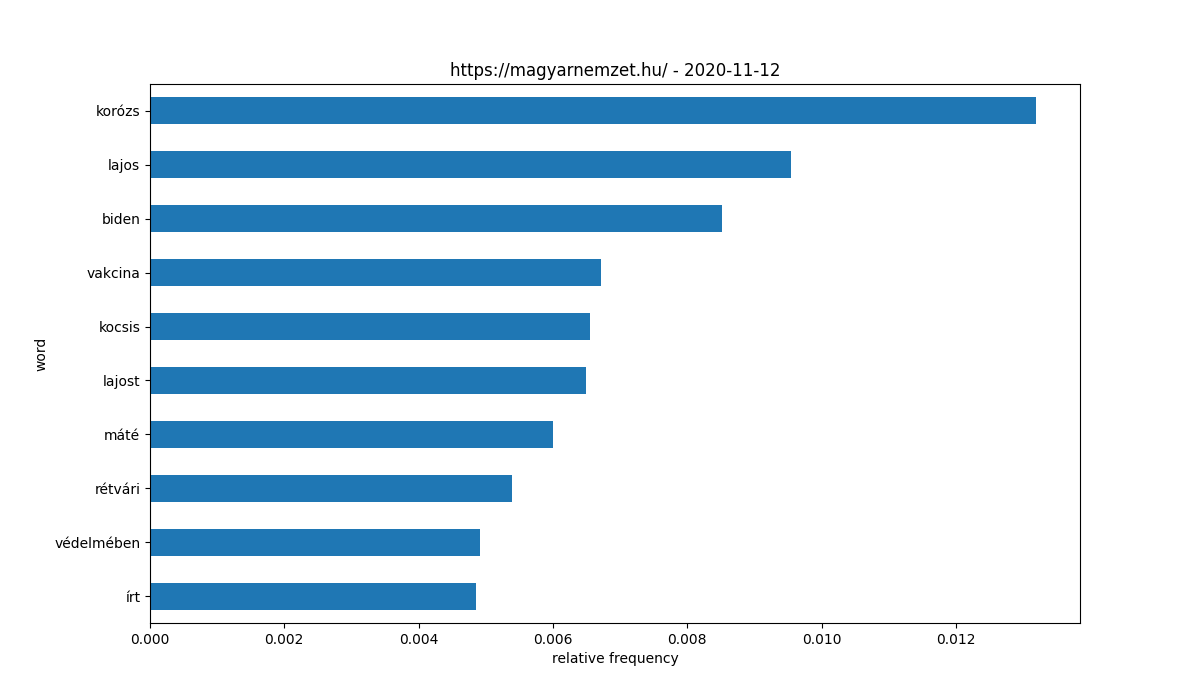 https://magyarnemzet.hu/ - 2020-11-12
korózs
lajos
biden
vakcina
kocsis
lajost
máté
rétvári
védelmében
írt
word
0.000 0.002 0.004 0.006 0.008 0.010 0.012
relative frequency